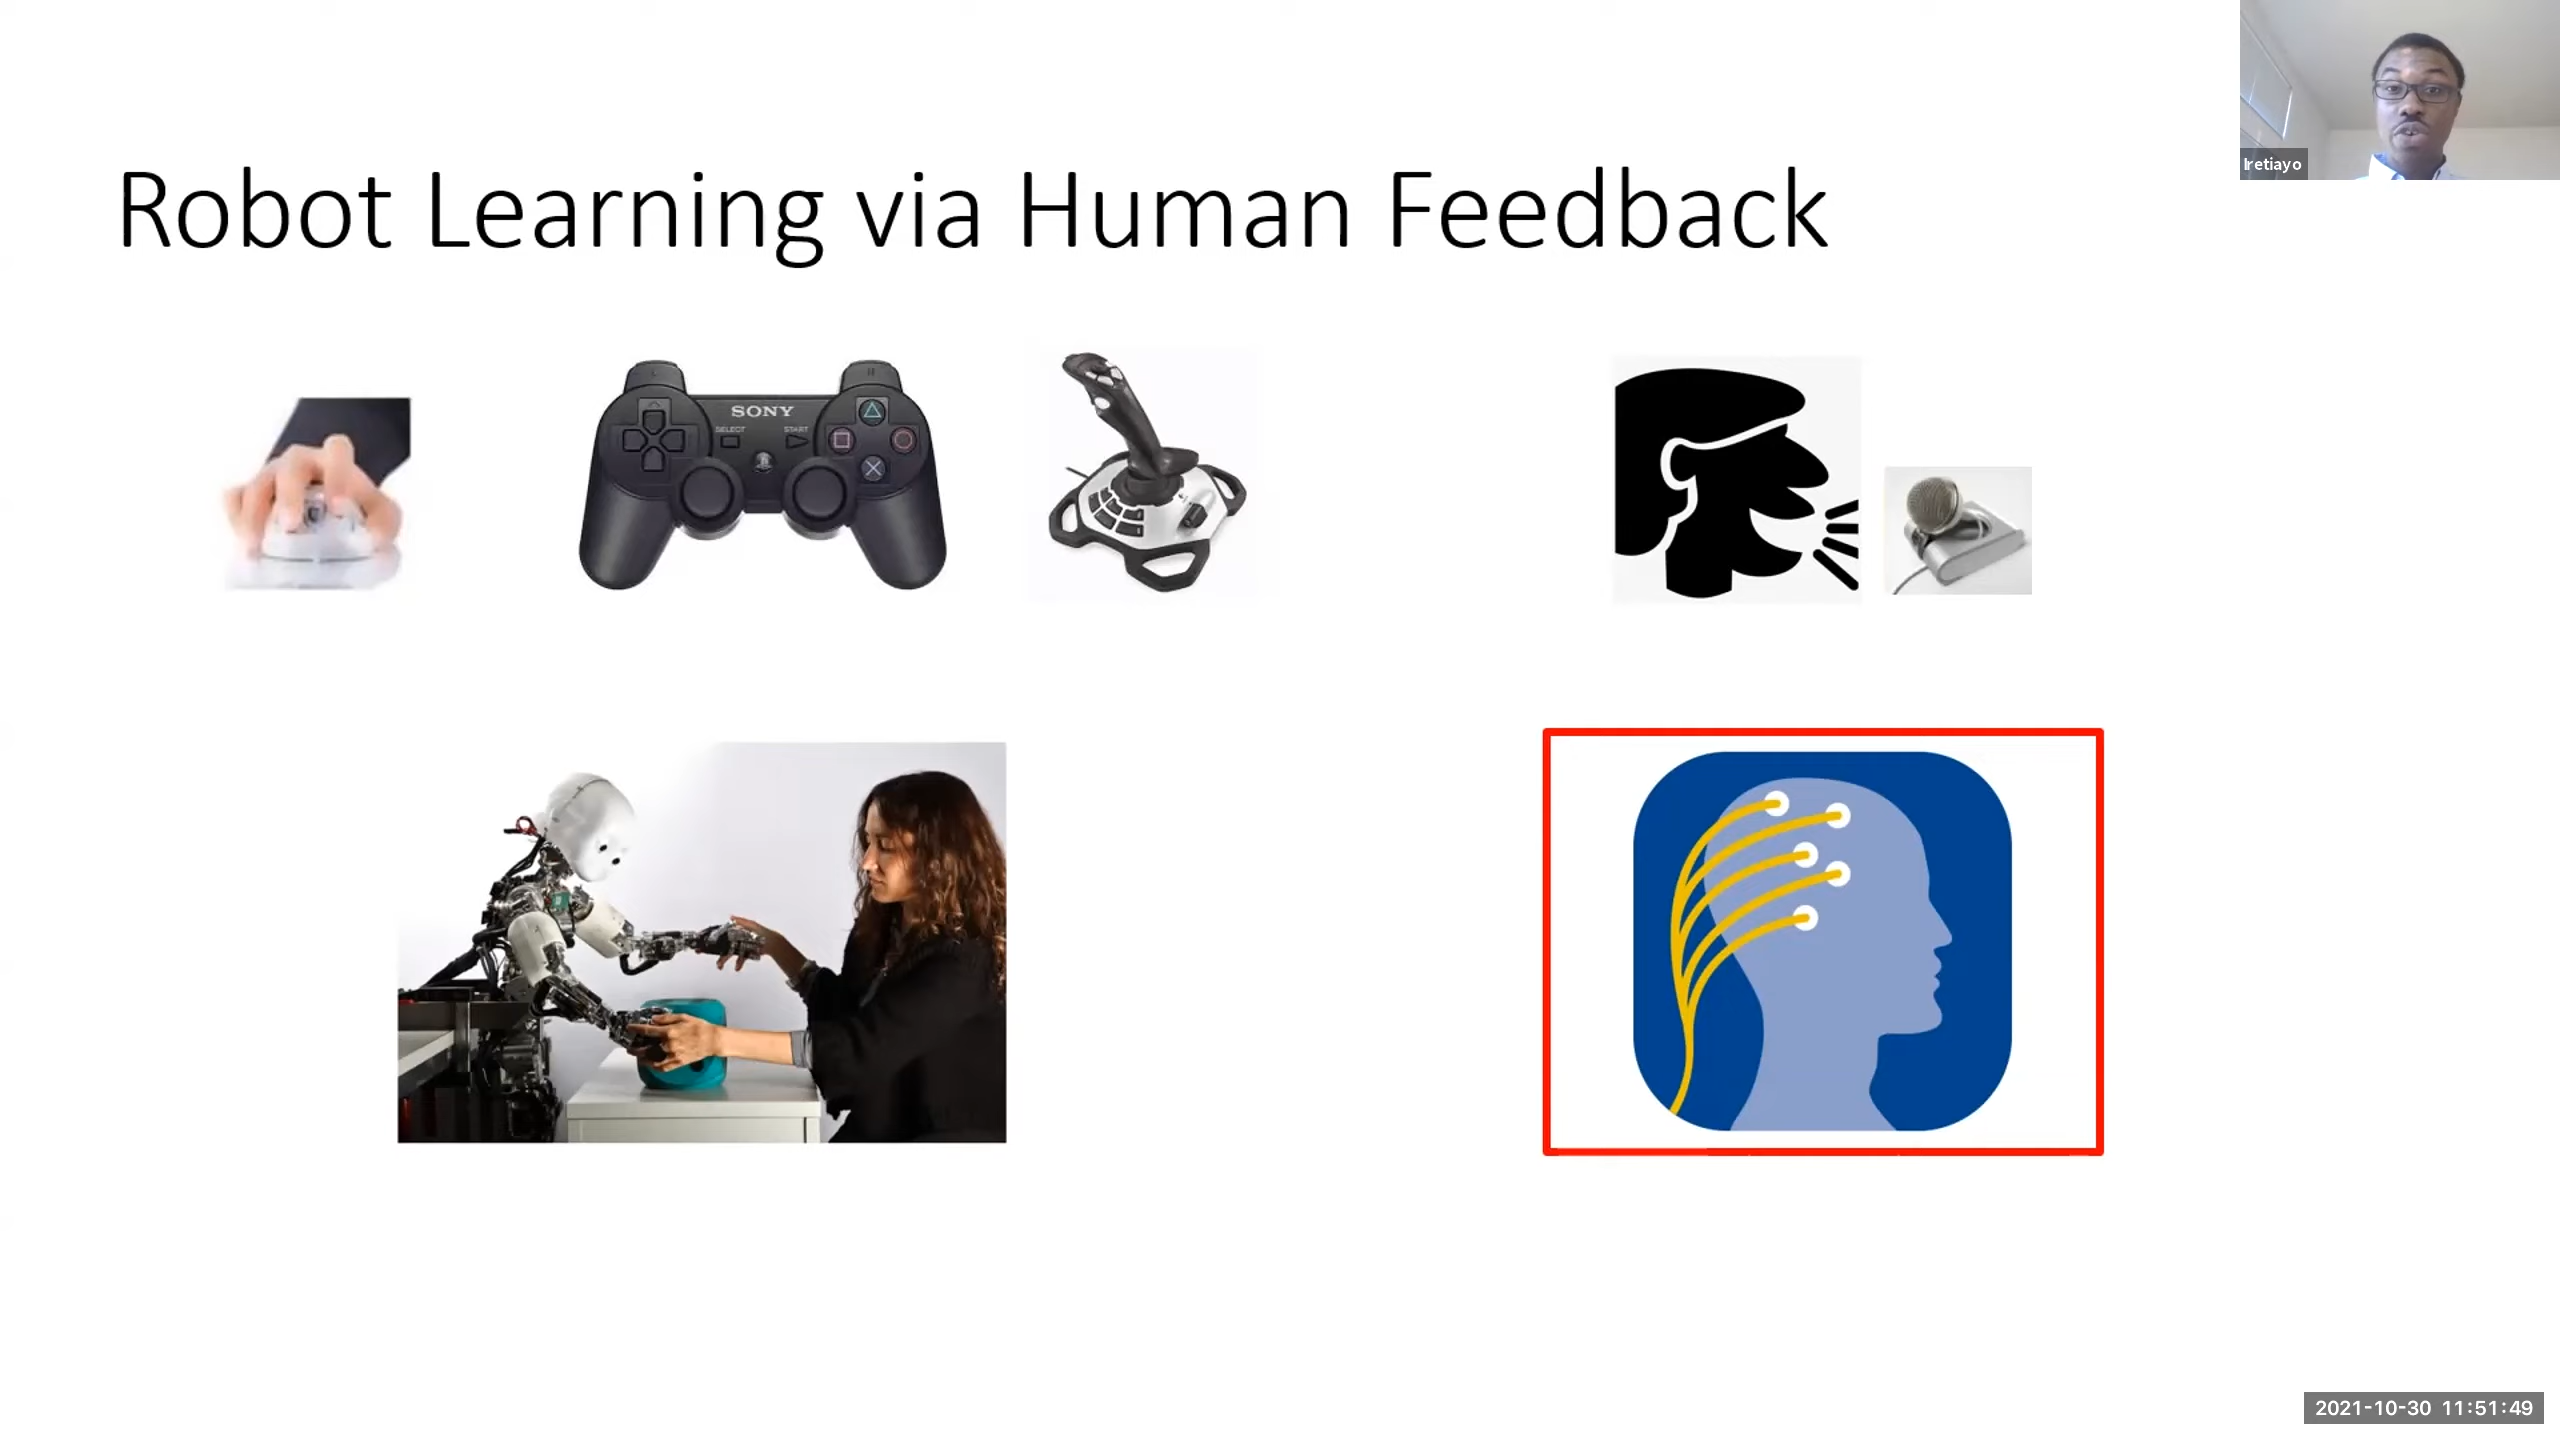 Iretiayo
Robot Learning via Human Feedback
SONY
SELECT START
2021-10-30 11:51:49